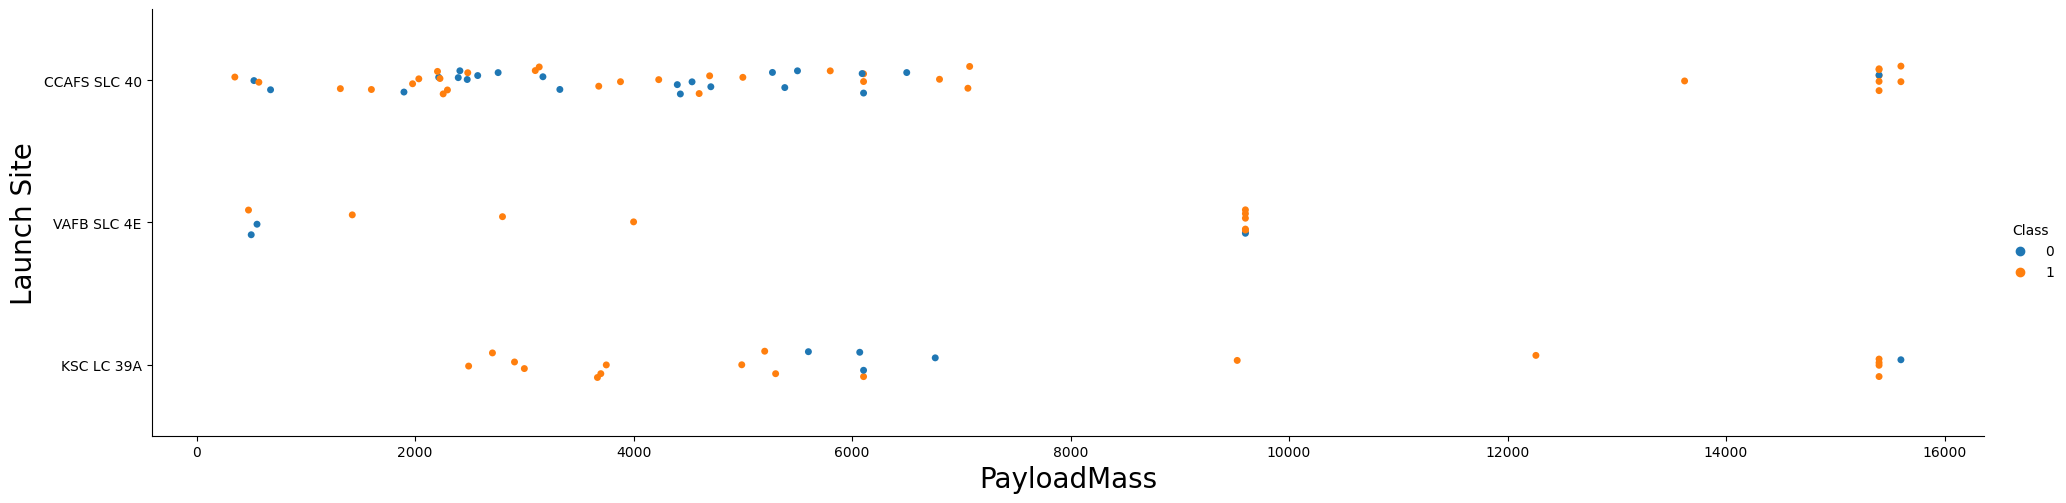 CCAFS SLC 40
VAFB SLC 4E
KSC LC 39A
Launch Site
0 2000 4000 6000 8000 10000 12000 14000 16000
PayloadMass
Class
0
1